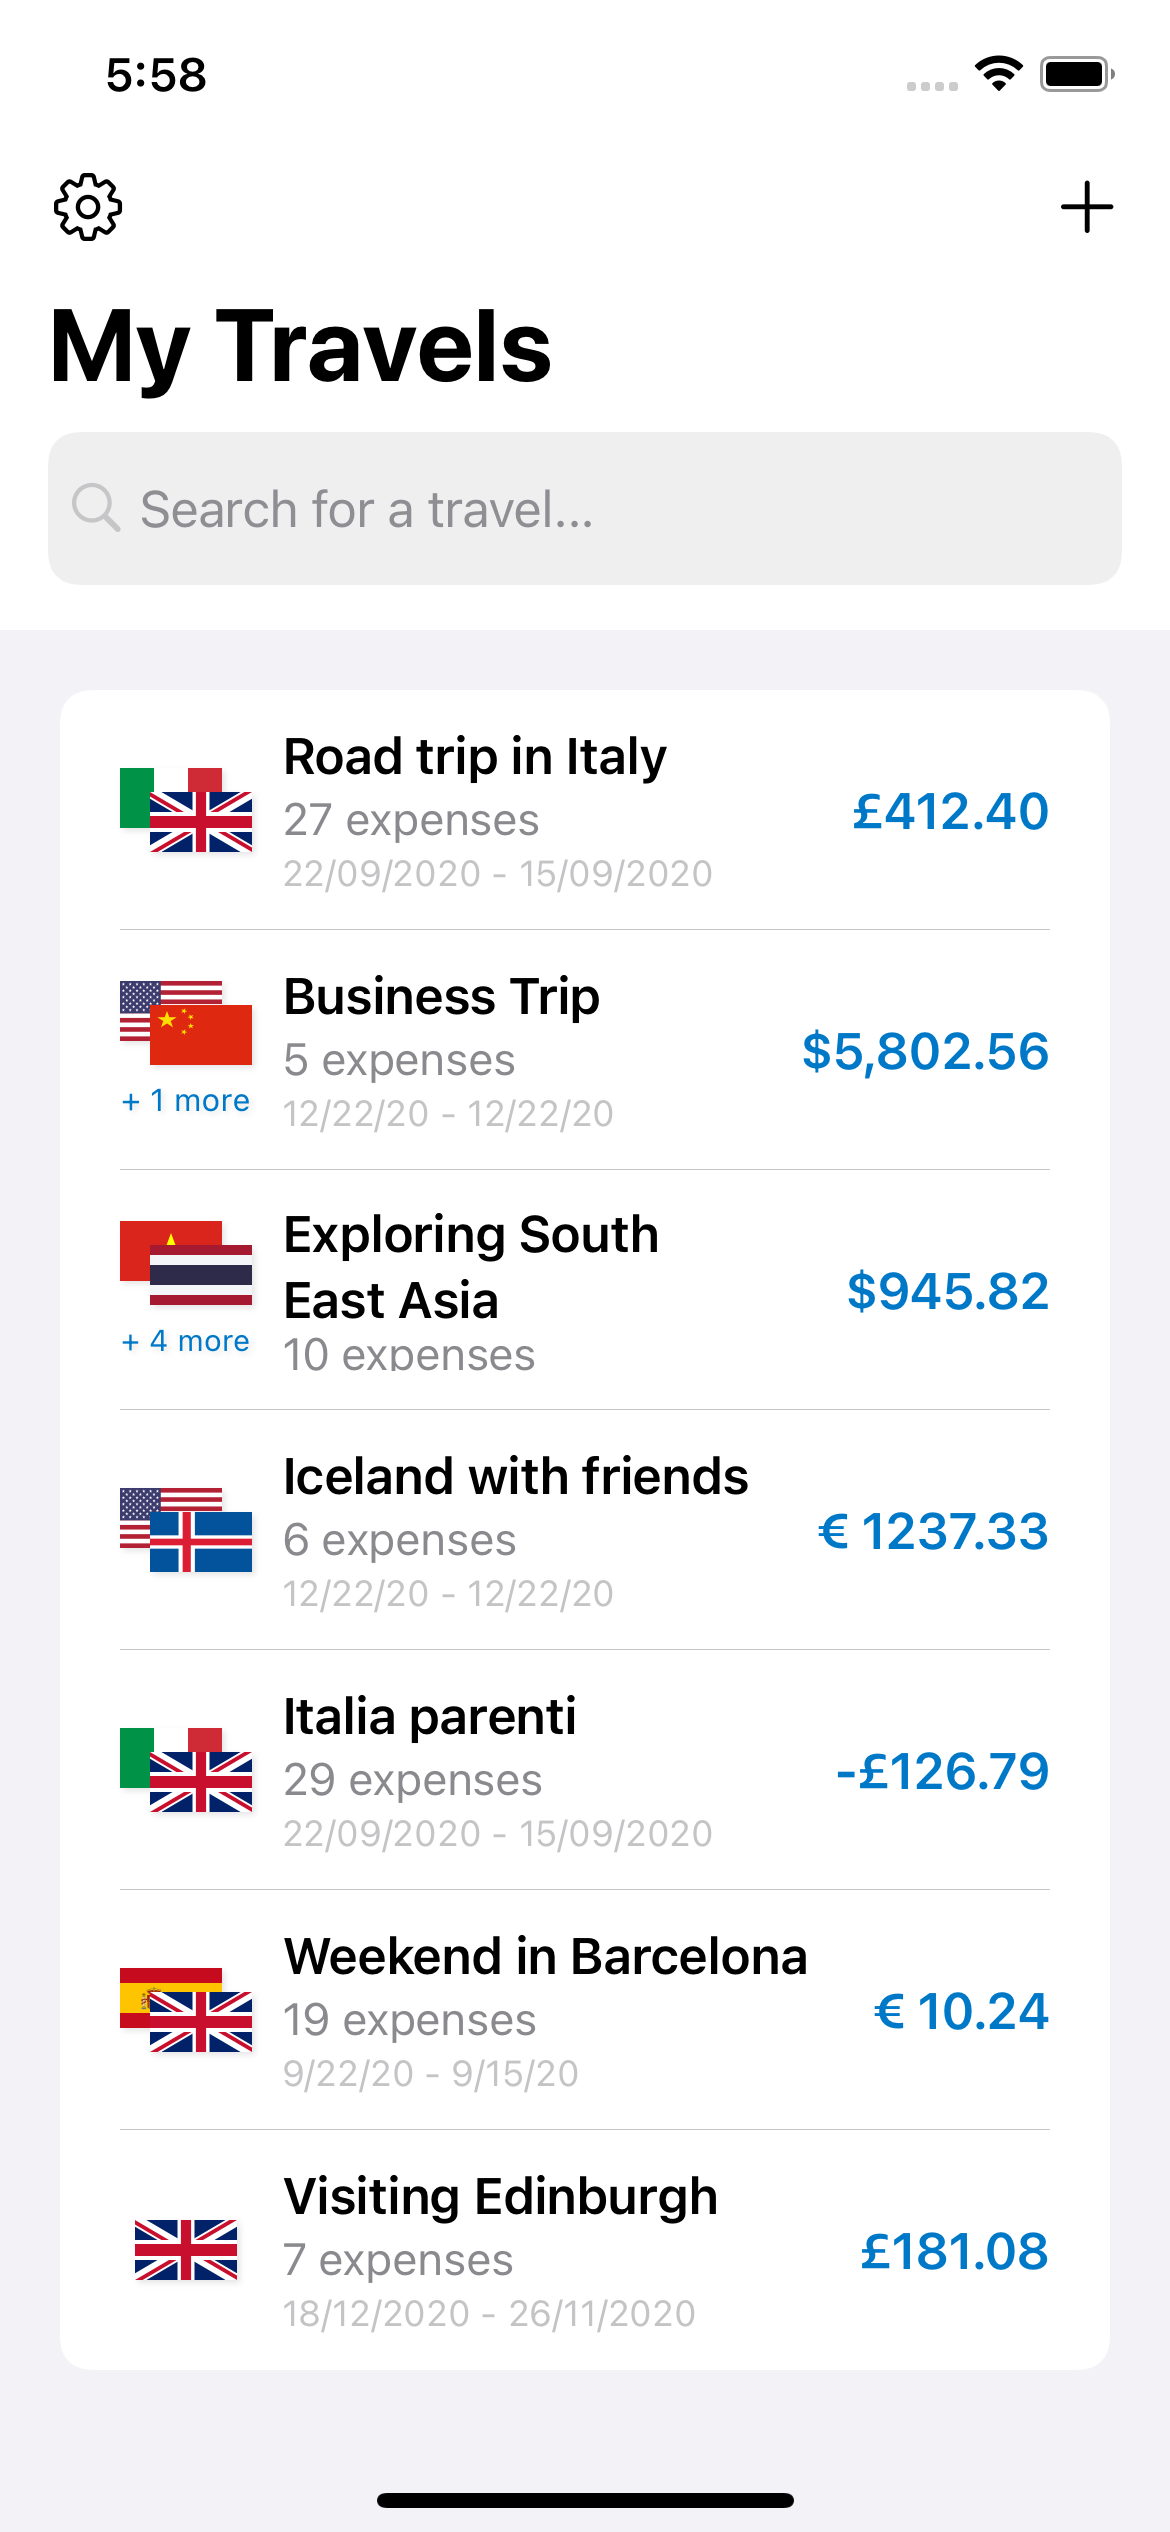 5:58
My Travels
Search for a travel...
Road trip in Italy
27 expenses
£412.40
22/09/2020 - 15/09/2020
Business Trip
5 expenses
$5,802.56
+ 1 more
12/22/20 - 12/22/20
Exploring South
East Asia
$945.82
+ 4 more
10 expenses
Iceland with friends
6 expenses
€ 1237.33
12/22/20 - 12/22/20
Italia parenti
29 expenses
-£126.79
22/09/2020 - 15/09/2020
Weekend in Barcelona
19 expenses
€ 10.24
9/22/20 - 9/15/20
Visiting Edinburgh
7 expenses
£181.08
18/12/2020 - 26/11/2020